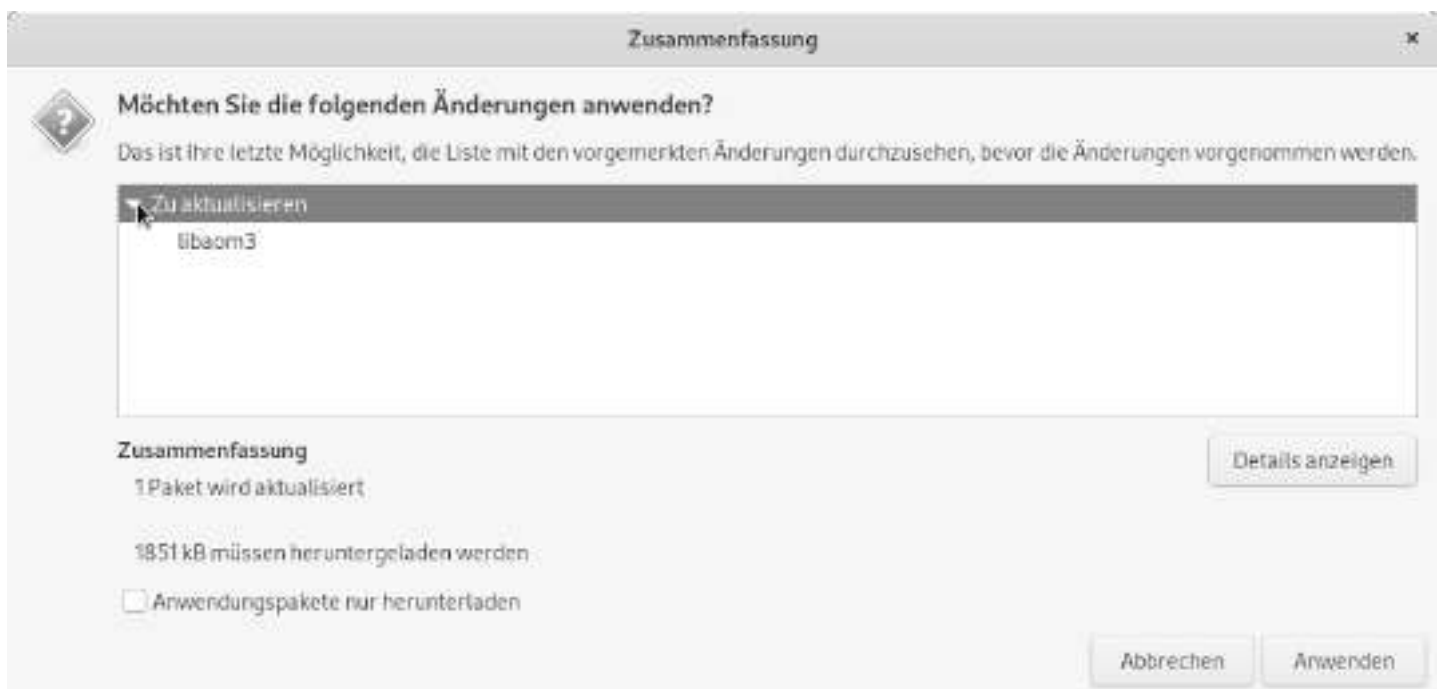 Zusammenfassung
Möchten Sie die folgenden Änderungen anwenden?
Das ist Ihre letzte Möglichkeit, die Liste mit den vorgemerkten Änderungen durchzusehen, bevor die Änderungen vorgenommen werden.
Zu aktualisieren
libaom3
Zusammenfassung
Details anzeigen
1 Paket wird aktualisiert
1851 kB müssen heruntergeladen werden
Anwendungspakete nur herunterladen
Abbrechen
Anwenden